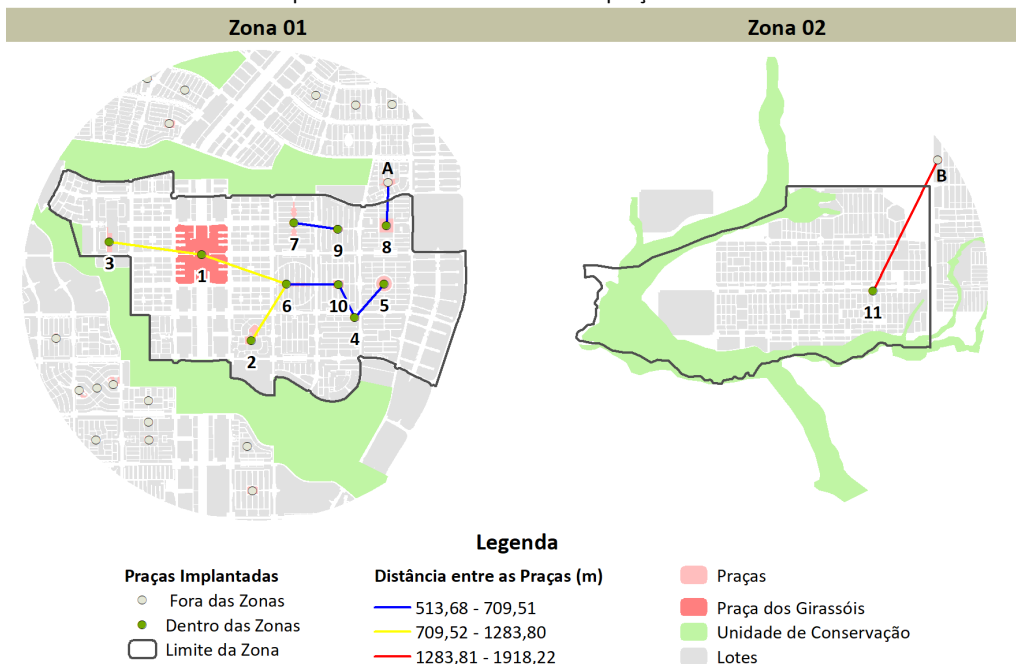 Zona 01
Zona 02
A
B
7
9
8
3
1
6
10
5
4
2
11
Legenda
Praças Implantadas
Fora das Zonas
Dentro das Zonas
Limite da Zona
Distância entre as Praças (m)
513,68 - 709,51
709,52 - 1283,80
1283,81 - 1918,22
Praças
Praça dos Girassóis
Unidade de Conservação
Lotes